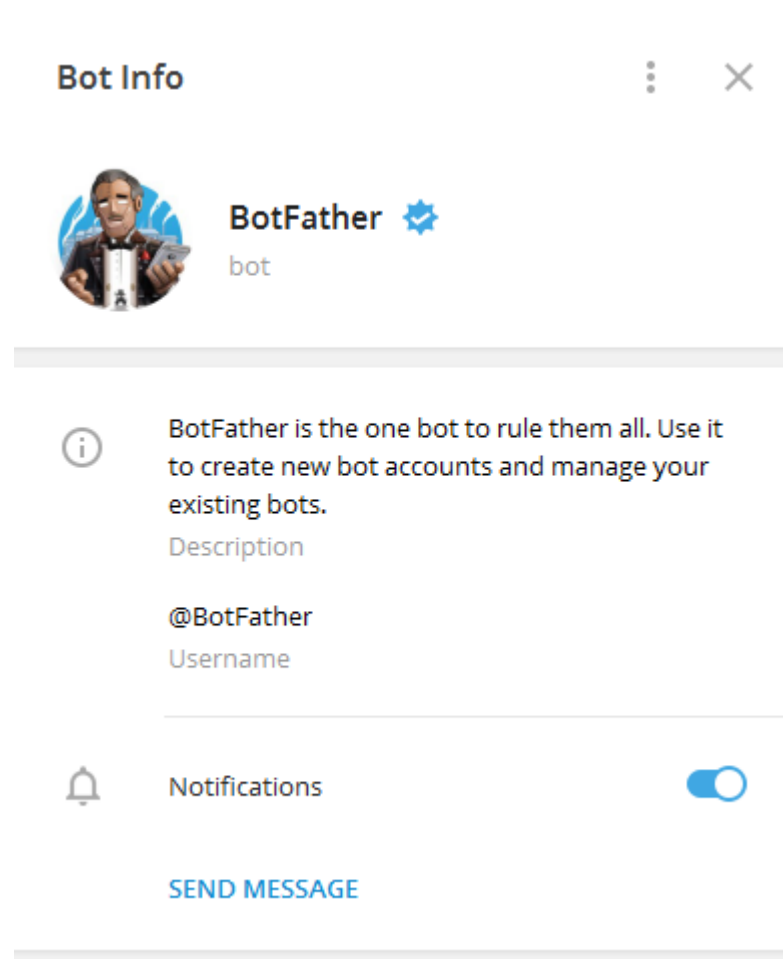 Bot Info
BotFather
bot
BotFather is the one bot to rule them all. Use it
to create new bot accounts and manage your
existing bots.
Description
@BotFather
Username
Notifications
SEND MESSAGE